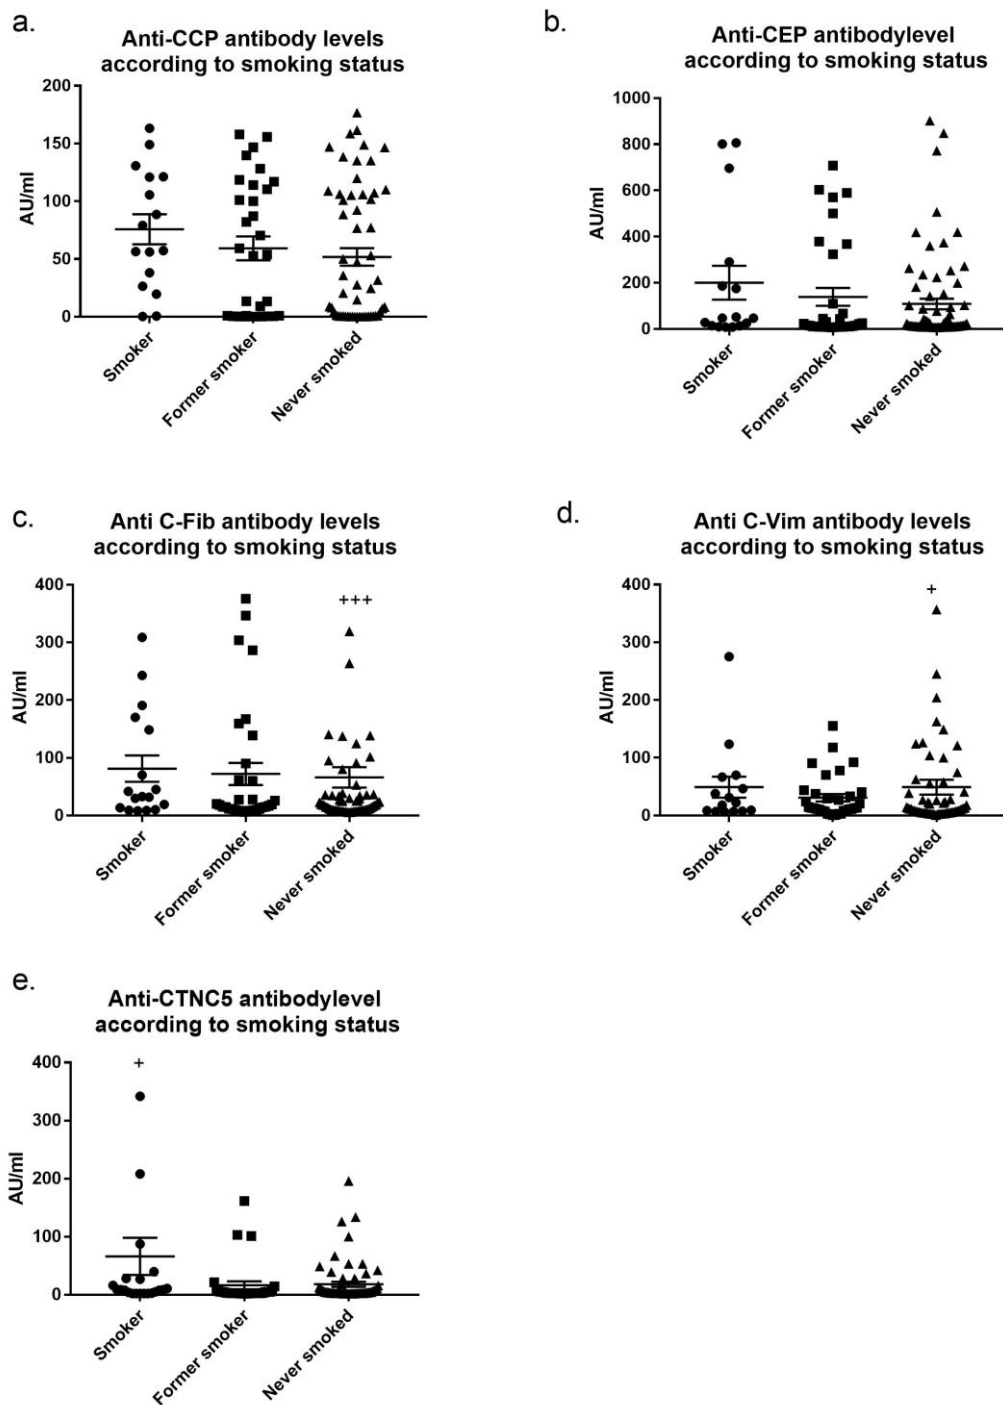 a.
Anti-CCP antibody levels
according to smoking status
200
150
100
50
0
AU/ml
Smoker
Former smoker
Never smoked
b.
Anti-CEP antibodylevel
according to smoking status
1000
800
600
400
200
0
AU/ml
Smoker
Former smoker
Never smoked
c.
Anti C-Fib antibody levels
according to smoking status
400
300
200
100
0
AU/ml
+++
Smoker
Former smoker
Never smoked
d.
Anti C-Vim antibody levels
according to smoking status
400
300
200
100
0
AU/ml
+
Smoker
Former smoker
Never smoked
e.
Anti-CTNC5 antibodylevel
according to smoking status
400
300
200
100
0
AU/ml
+
Smoker
Former smoker
Never smoked